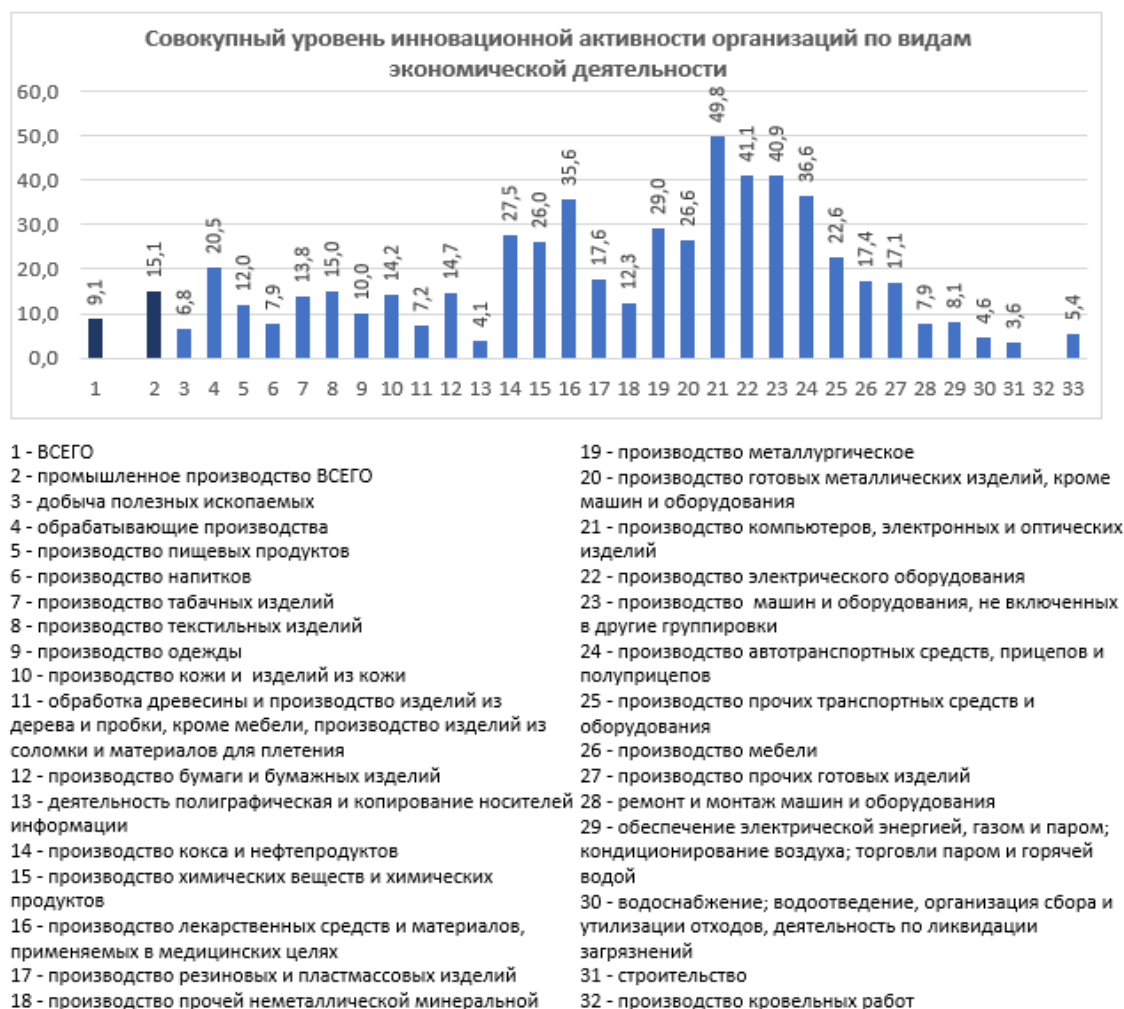 Совокупный уровень инновационной активности организаций по видам
экономической деятельности
60,0
50,0
40,0
30,0
20,0
10,0
0,0
9,1
15,1
6,8
20,5
12,0
7,9
13,8
15,0
10,0
14,2
7,2
14,7
4,1
27,5
26,0
35,6
17,6
12,3
29,0
26,6
49,8
41,1
40,9
36,6
22,6
17,4
17,1
7,9
8,1
4,6
3,6
5,4
1 2 3 4 5 6 7 8 9 10 11 12 13 14 15 16 17 18 19 20 21 22 23 24 25 26 27 28 29 30 31 32 33
1 - ВСЕГО
2 - промышленное производство ВСЕГО
3 - добыча полезных ископаемых
4 - обрабатывающие производства
5 - производство пищевых продуктов
6 - производство напитков
7 - производство табачных изделий
8 - производство текстильных изделий
9 - производство одежды
10 - производство кожи и изделий из кожи
11 - обработка древесины и производство изделий из
дерева и пробки, кроме мебели, производство изделий из
соломки и материалов для плетения
12 - производство бумаги и бумажных изделий
13 - деятельность полиграфическая и копирование носителей
информации
14 - производство кокса и нефтепродуктов
15 - производство химических веществ и химических
продуктов
16 - производство лекарственных средств и материалов,
применяемых в медицинских целях
17 - производство резиновых и пластмассовых изделий
18 - производство прочей неметаллической минеральной
19 - производство металлургическое
20 - производство готовых металлических изделий, кроме
машин и оборудования
21 - производство компьютеров, электронных и оптических
изделий
22 - производство электрического оборудования
23 - производство машин и оборудования, не включенных
в другие группировки
24 - производство автотранспортных средств, прицепов и
полуприцепов
25 - производство прочих транспортных средств и
оборудования
26 - производство мебели
27 - производство прочих готовых изделий
28 - ремонт и монтаж машин и оборудования
29 - обеспечение электрической энергией, газом и паром;
кондиционирование воздуха; торговли паром и горячей
водой
30 - водоснабжение; водоотведение, организация сбора и
утилизации отходов, деятельность по ликвидации
загрязнений
31 - строительство
32 - производство кровельных работ